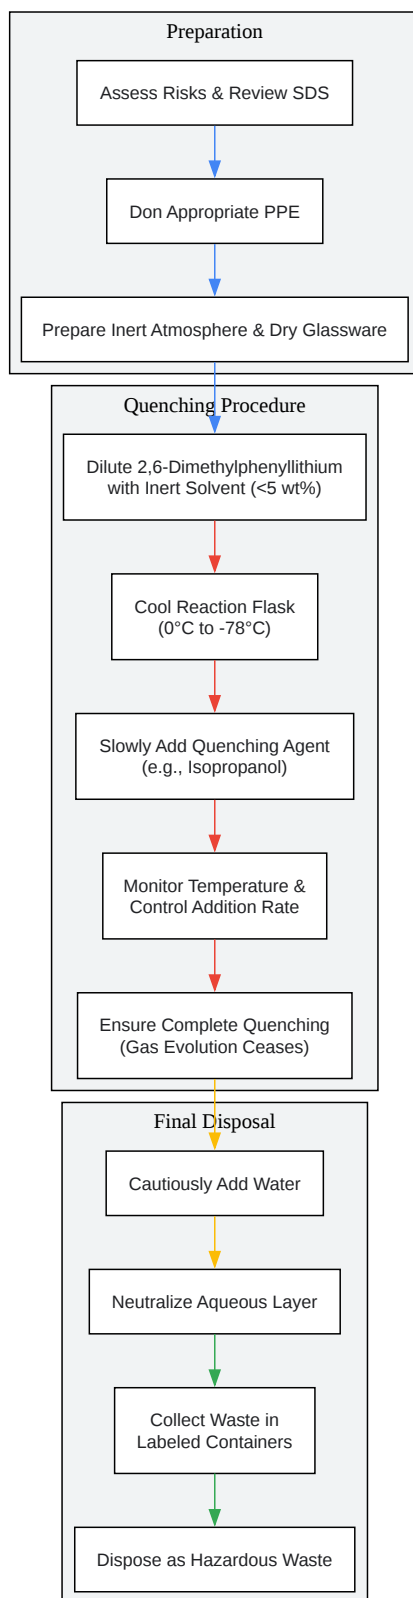 Preparation
Assess Risks & Review SDS
Don Appropriate PPE
Prepare Inert Atmosphere & Dry Glassware
Quenching Procedure
Dilute 2,6-Dimethylphenyllithium
with Inert Solvent (<5 wt%)
Cool Reaction Flask
(0°C to -78°C)
Slowly Add Quenching Agent
(e.g., Isopropanol)
Monitor Temperature &
Control Addition Rate
Ensure Complete Quenching
(Gas Evolution Ceases)
Final Disposal
Cautiously Add Water
Neutralize Aqueous Layer
Collect Waste in
Labeled Containers
Dispose as Hazardous Waste